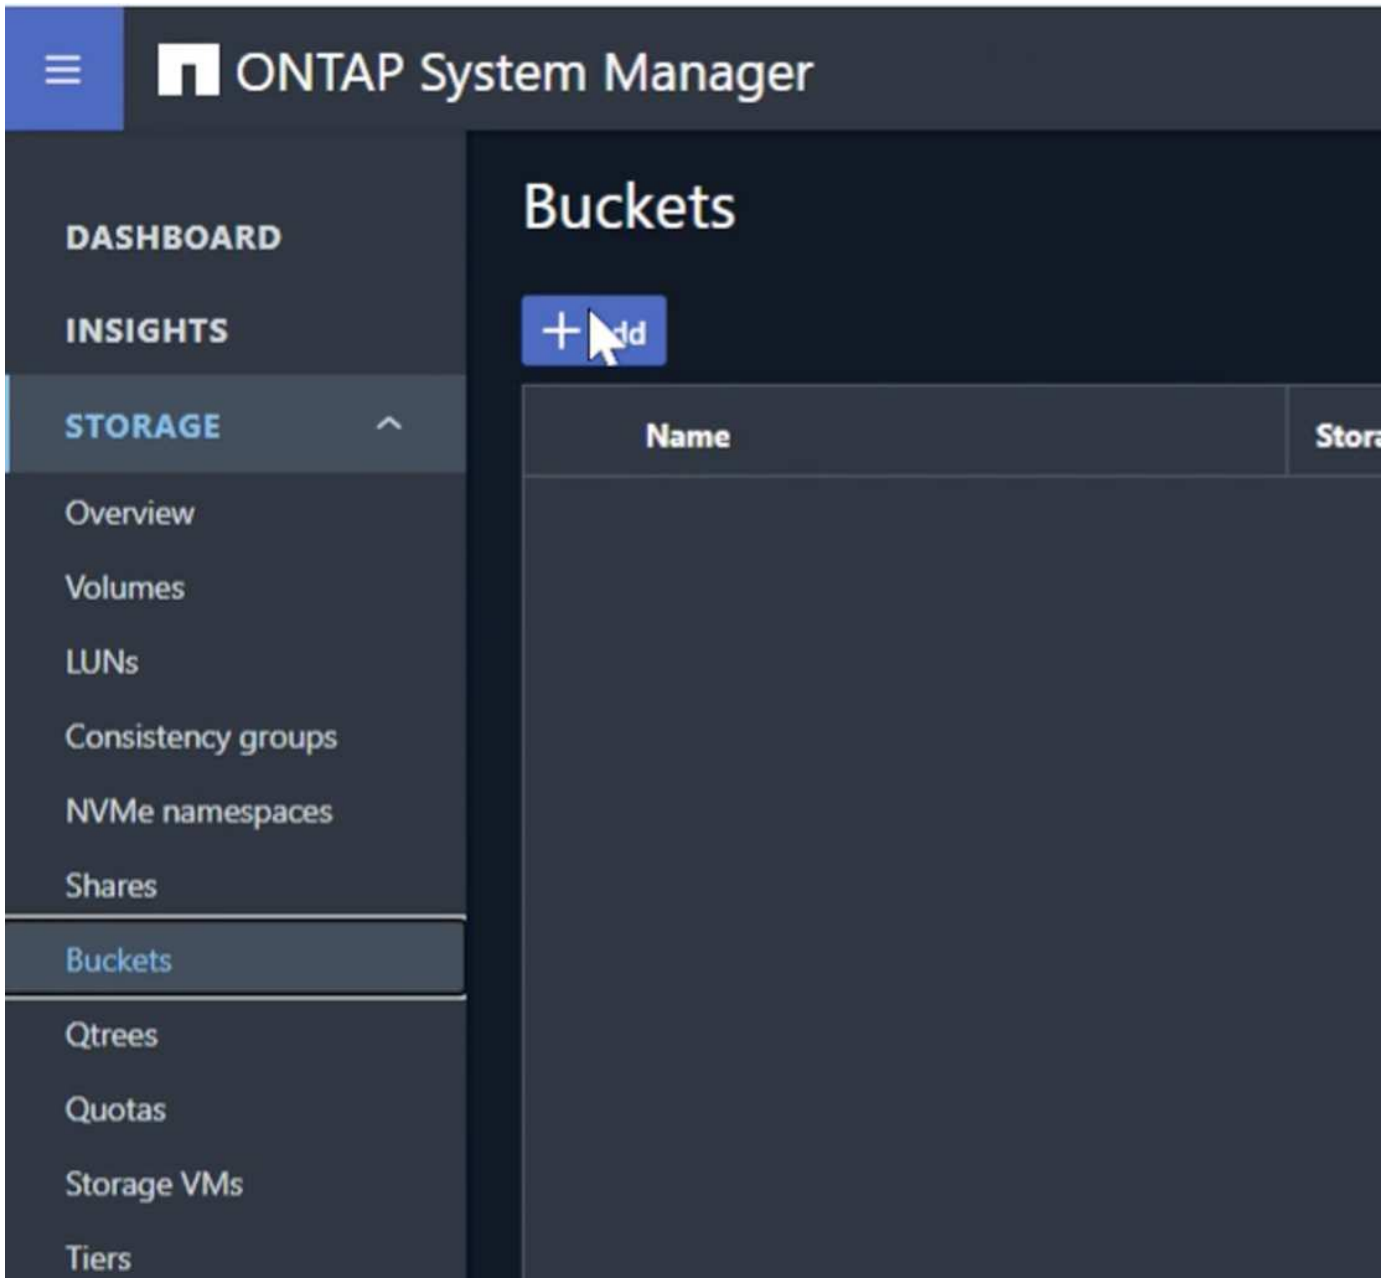 ONTAP System Manager
DASHBOARD
INSIGHTS
STORAGE
Overview
Volumes
LUNs
Consistency groups
NVMe namespaces
Shares
Buckets
Qtrees
Quotas
Storage VMs
Tiers
Buckets
Name